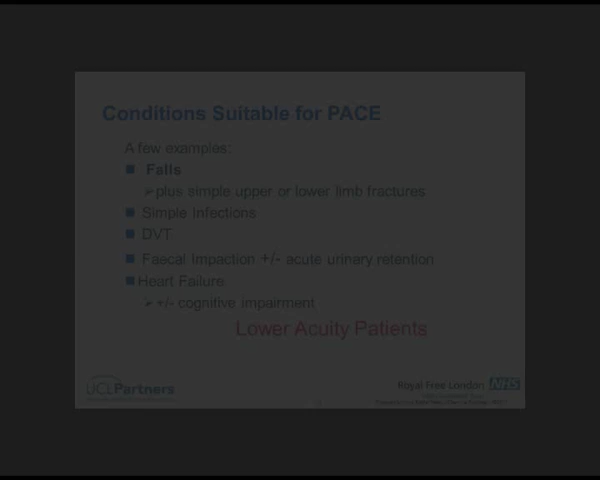 Conditions Suitable for PACE
A few examples:
Falls
plus simple upper or lower limb fractures
Simple infections
DVT
Faecal Impaction +/- acute urinary retention
Heart Failure
+/- cognitive impairment
Lower Acuity Patients
UCLPartners
Royal Free London NHS